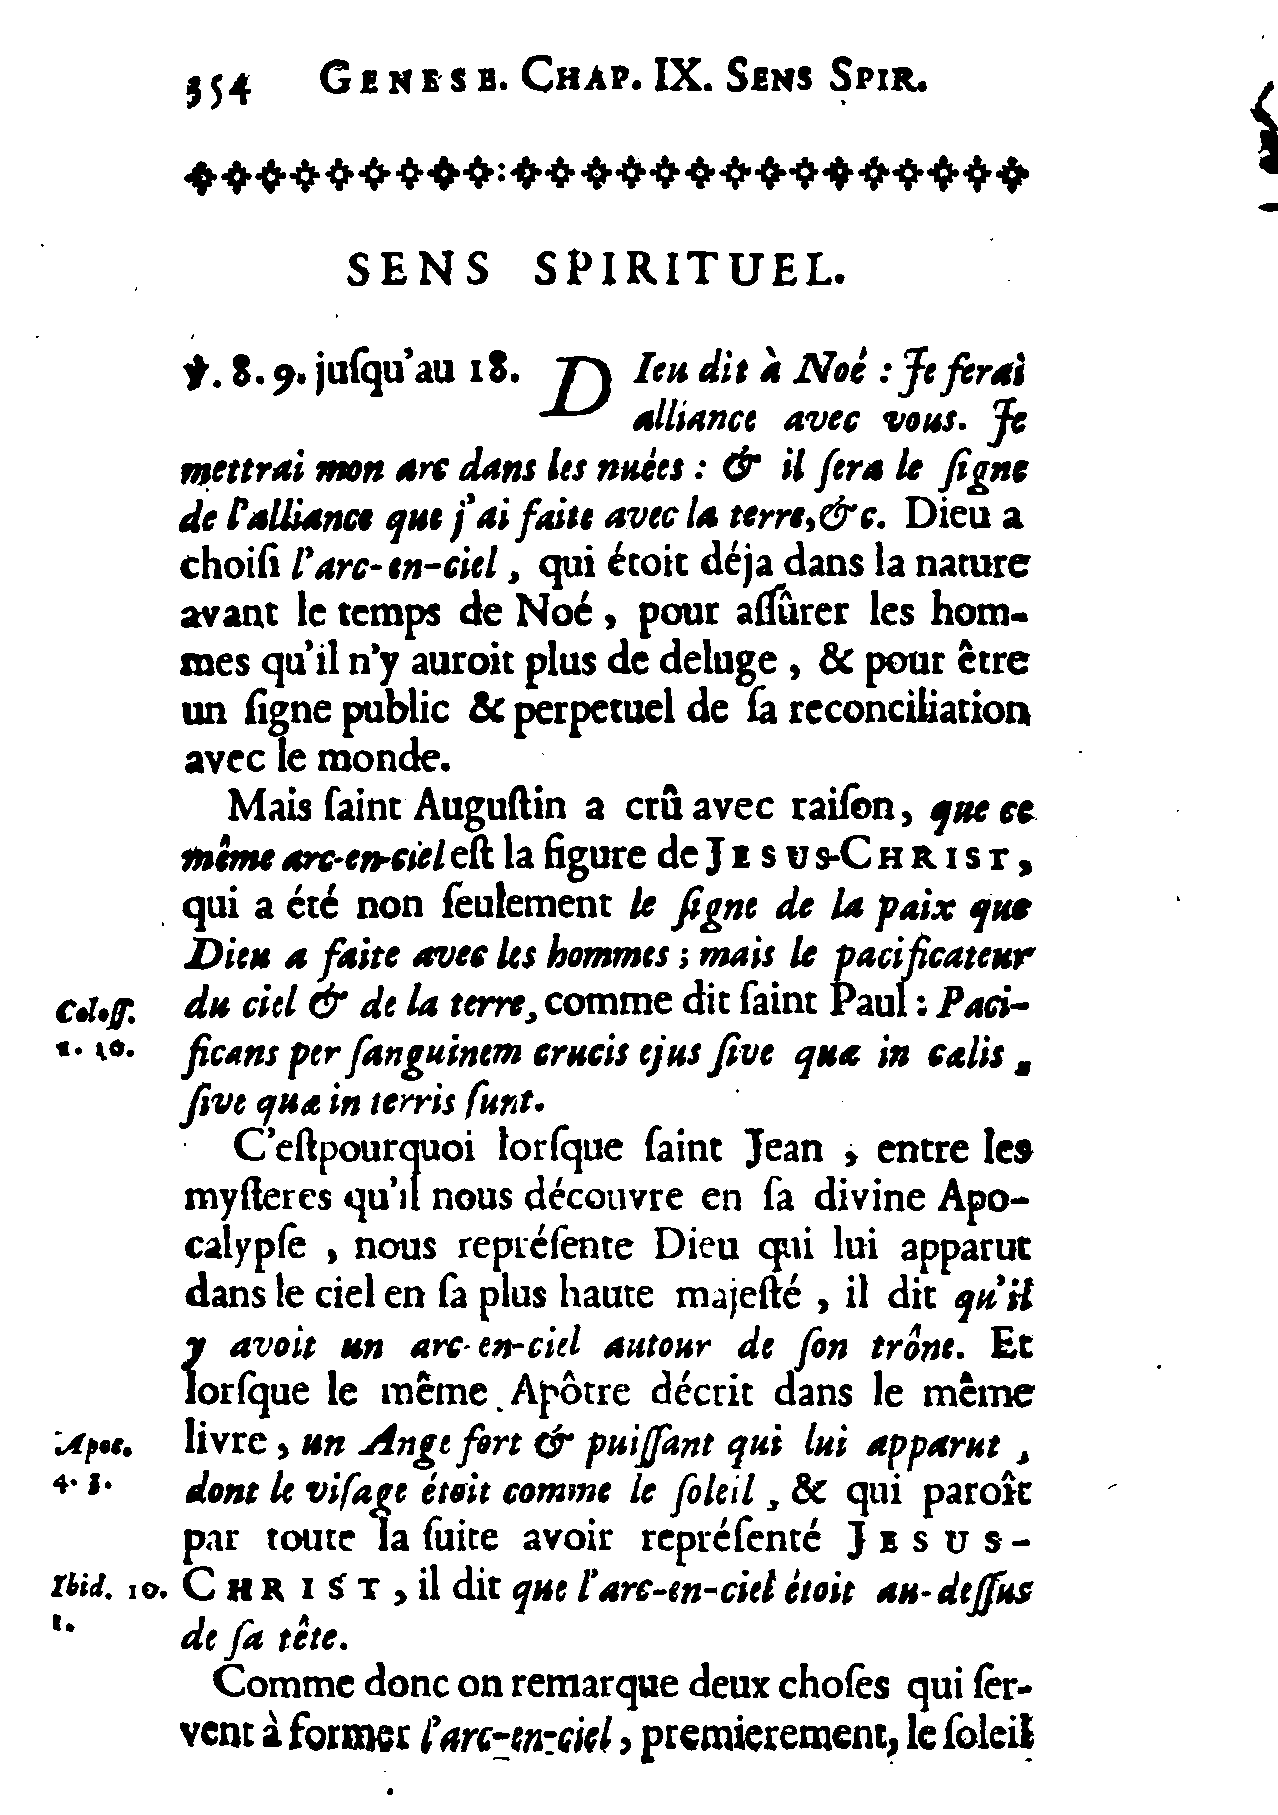 354 GENESE. CHAP. IX. SENS SPIR.
SENS SPIRITUEL.
℣. 8. 9. juſqu'au 18. DIeu dit à Noé : Je ferai
alliance avec vous. Je
mettrai mon arc dans les nuées : & il ſera le ſigne
de l'alliance que j'ai faite avec la terre, &c. Dieu a
choiſi l'arc-en-ciel, qui étoit déja dans la nature
avant le temps de Noé, pour aſſûrer les hom-
mes qu'il n'y auroit plus de deluge, & pour être
un ſigne public & perpetuel de ſa reconciliation
avec le monde.
Mais ſaint Auguſtin a crû avec raiſon, que ce
même arc-en-ciel eſt la figure de JESUS-CHRIST,
qui a été non ſeulement le ſigne de la paix que
Dieu a faite avec les hommes ; mais le pacificateur
Coloſſ. du ciel & de la terre, comme dit ſaint Paul : Paci-
1. 10. ficans per ſanguinem crucis ejus ſive quæ in cælis,
ſive quæ in terris ſunt.
C'eſtpourquoi lorſque ſaint Jean, entre les
myſteres qu'il nous découvre en ſa divine Apo-
calypſe, nous repréſente Dieu qui lui apparut
dans le ciel en ſa plus haute majeſté, il dit qu'il
y avoit un arc-en-ciel autour de ſon trône. Et
lorſque le même Apôtre décrit dans le même
Apoc. livre, un Ange fort & puiſſant qui lui apparut,
4. 3. dont le viſage étoit comme le ſoleil, & qui paroît
par toute la ſuite avoir repréſenté JESUS-
Ibid. 10. CHRIST, il dit que l'arc-en-ciel étoit au-deſſus
1. de ſa tête.
Comme donc on remarque deux choſes qui ſer-
vent à former l'arc-en-ciel, premierement, le ſoleil